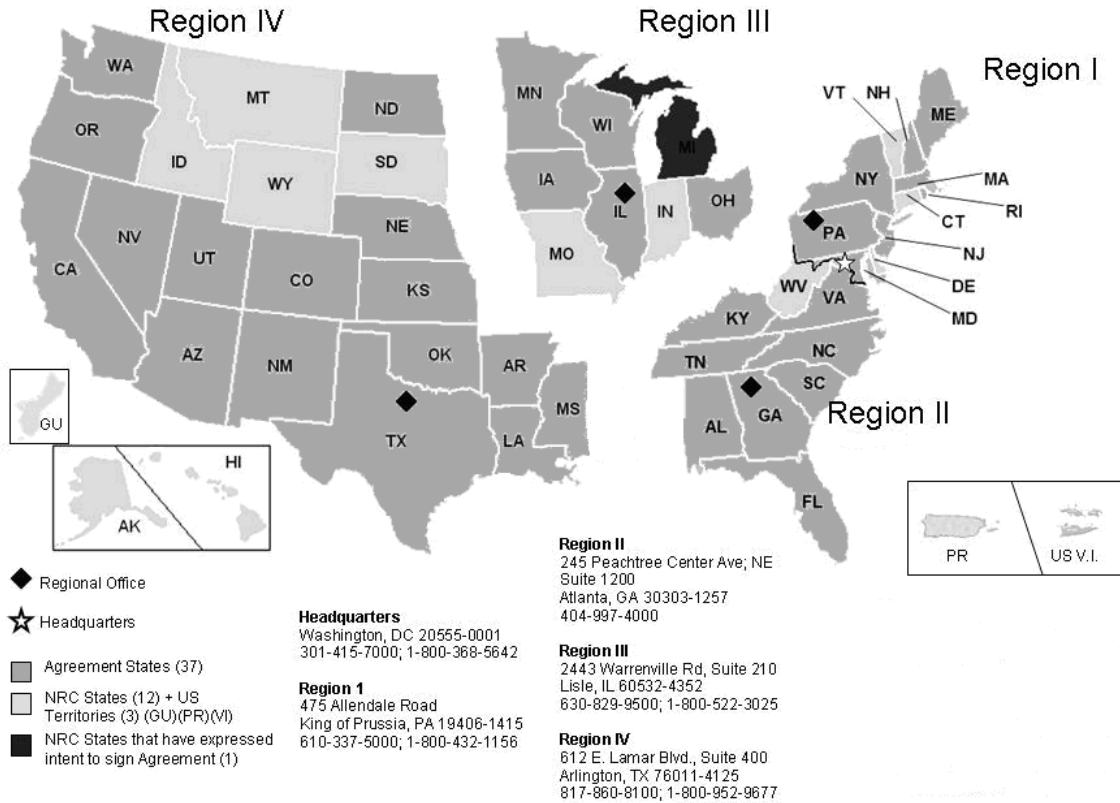 Region IV
Region III
Region I
WA
MT
ND
OR
ID
SD
WY
NE
NV
UT
CO
CA
KS
AZ
NM
OK
AR
TX
LA
MS
GU
HI
AK
MN
WI
MI
IA
IL
IN
OH
MO
VT
NH
ME
NY
MA
RI
CT
PA
NJ
DE
MD
WV
VA
KY
NC
TN
SC
AL
GA
FL
Region II
PR
US V.I.
Regional Office
Headquarters
Agreement States (37)
NRC States (12) + US
Territories (3) (GU)(PR)(VI)
NRC States that have expressed
intent to sign Agreement (1)
Headquarters
Washington, DC 20555-0001
301-415-7000; 1-800-368-5642
Region 1
475 Allendale Road
King of Prussia, PA 19406-1415
610-337-5000; 1-800-432-1156
Region II
245 Peachtree Center Ave; NE
Suite 1200
Atlanta, GA 30303-1257
404-997-4000
Region III
2443 Warrenville Rd, Suite 210
Lisle, IL 60532-4352
630-829-9500; 1-800-522-3025
Region IV
612 E. Lamar Blvd., Suite 400
Arlington, TX 76011-4125
817-860-8100; 1-800-952-9677